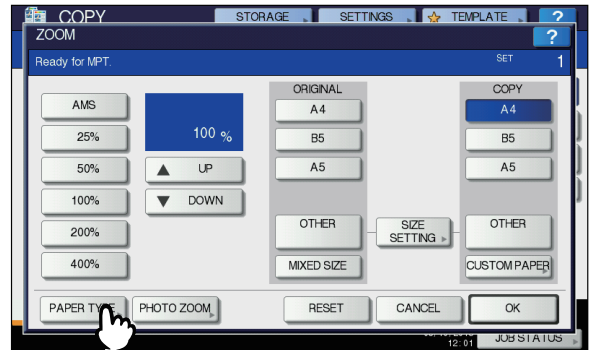 COPY STORAGE SETTINGS TEMPLATE ?
ZOOM ?
Ready for MPT. SET 1
ORIGINAL COPY
AMS A4 A4
25% 100 % B5 B5
50% UP A5 A5
100% DOWN
200% OTHER SIZE SETTING OTHER
400% MIXED SIZE CUSTOM PAPER
PAPER TYPE PHOTO ZOOM RESET CANCEL OK
12:01 JOB STATUS